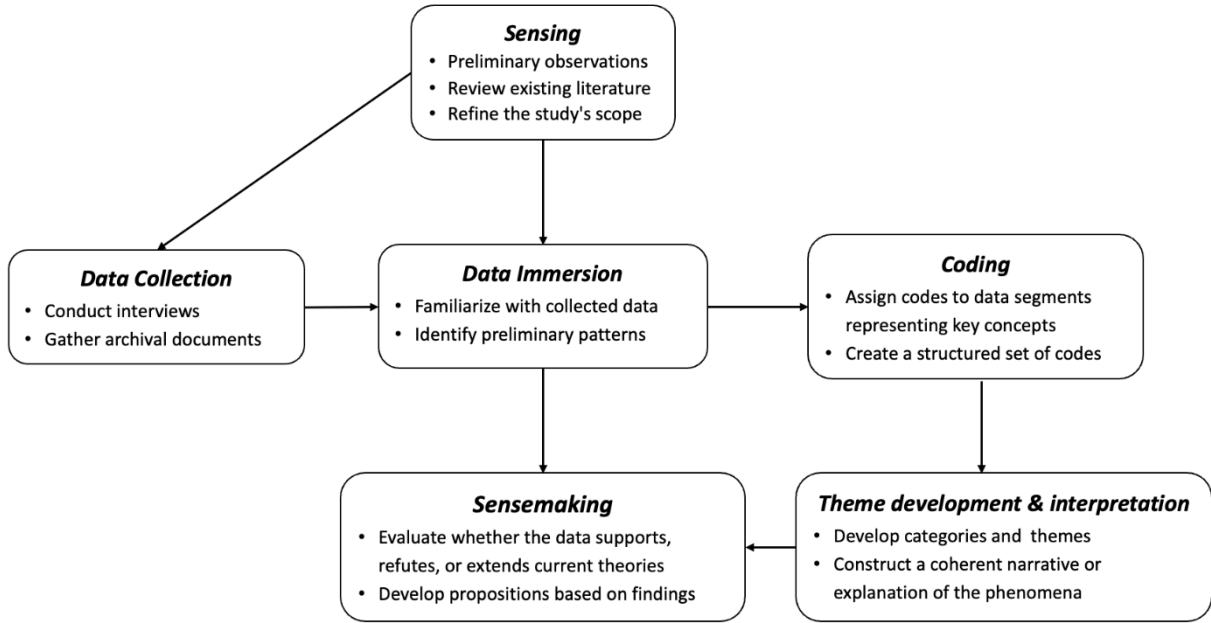 Sensing
• Preliminary observations
• Review existing literature
• Refine the study's scope
Data Collection
• Conduct interviews
• Gather archival documents
Data Immersion
• Familiarize with collected data
• Identify preliminary patterns
Coding
• Assign codes to data segments
representing key concepts
• Create a structured set of codes
Sensemaking
• Evaluate whether the data supports,
refutes, or extends current theories
• Develop propositions based on findings
Theme development & interpretation
• Develop categories and themes
• Construct a coherent narrative or
explanation of the phenomena